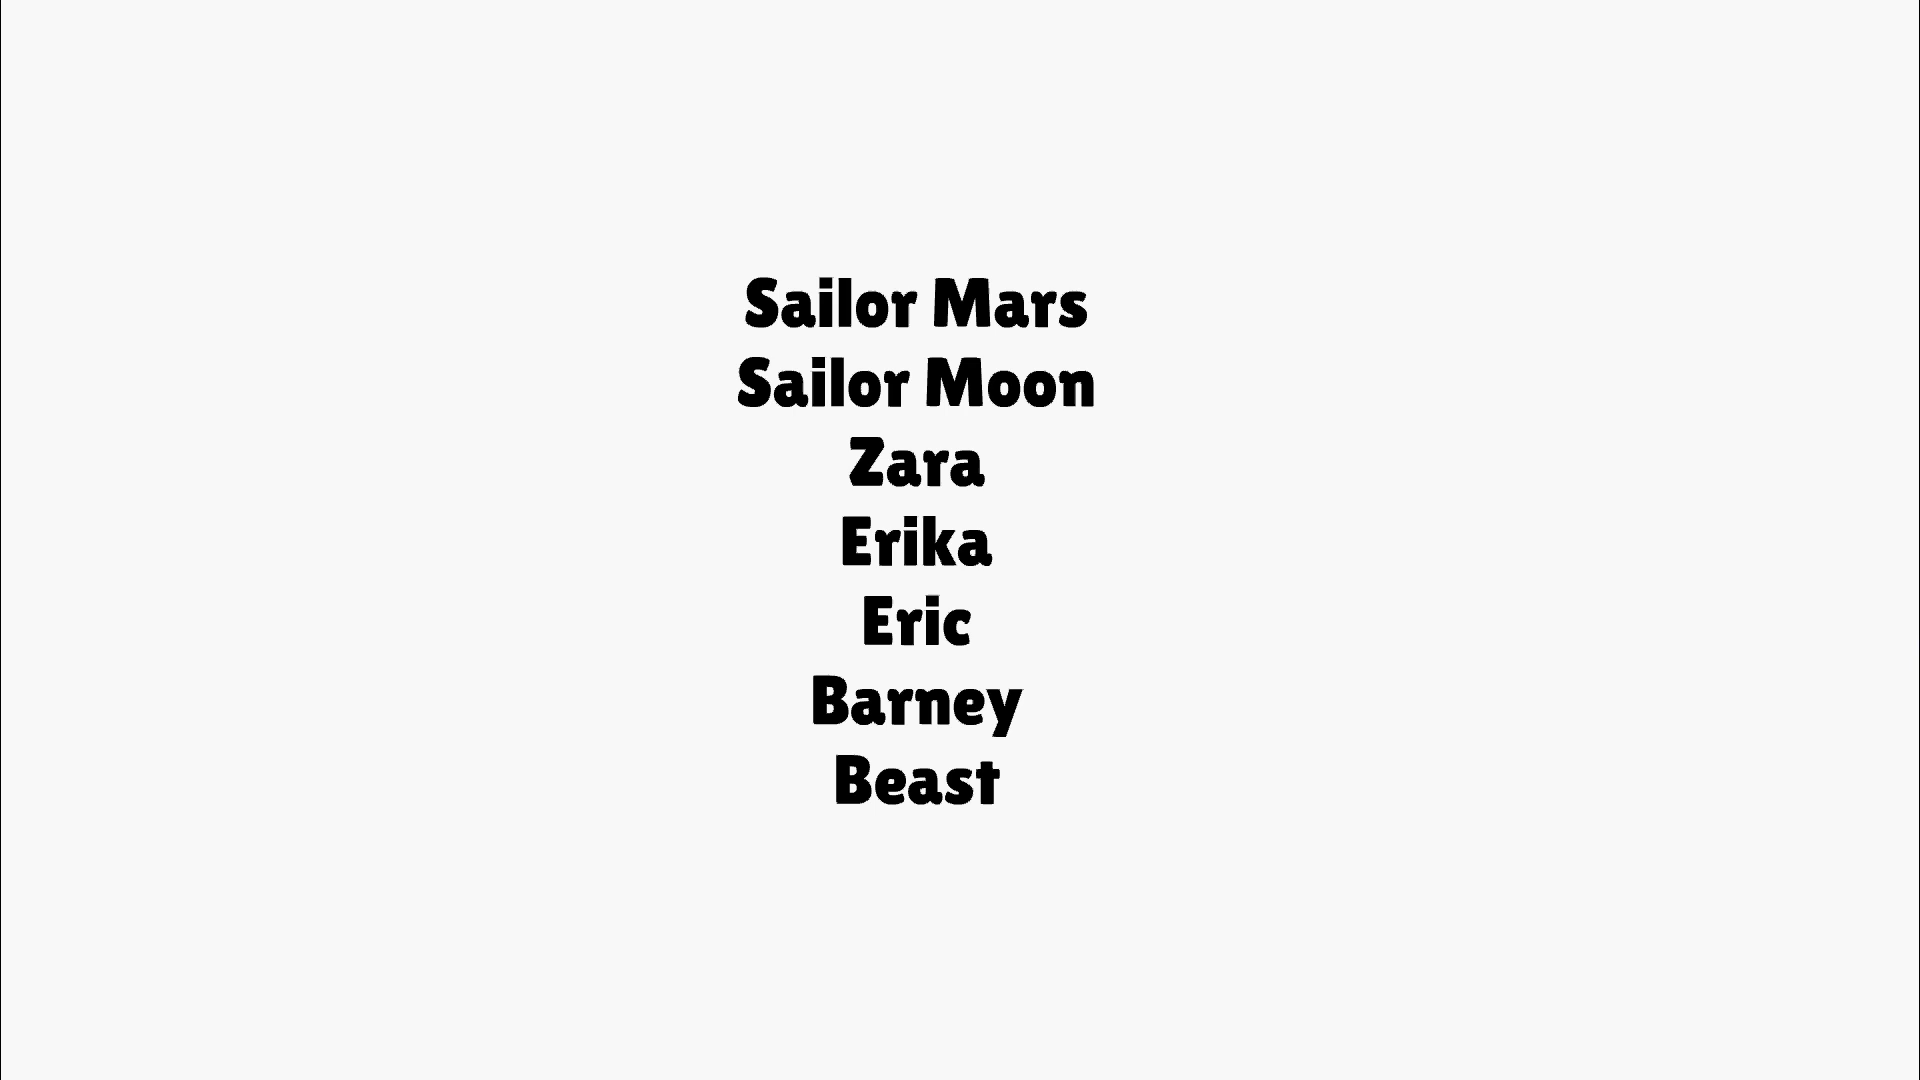 Sailor Mars
Sailor Moon
Zara
Erika
Eric
Barney
Beast